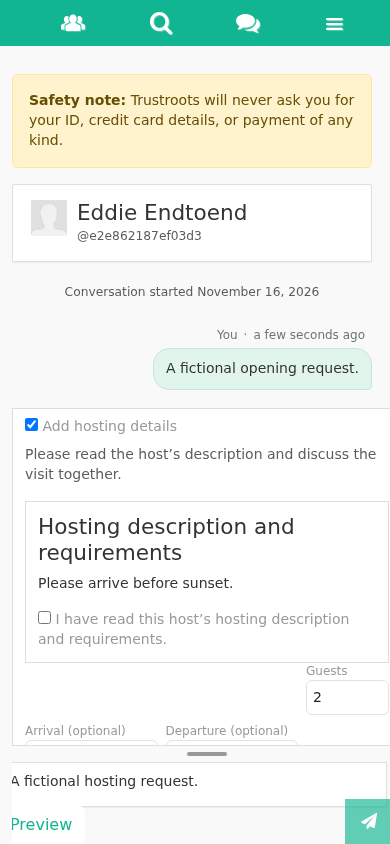 Safety note: Trustroots will never ask you for
your ID, credit card details, or payment of any
kind.
Eddie Endtoend
@e2e862187ef03d3
Conversation started November 16, 2026
You · a few seconds ago
A fictional opening request.
Add hosting details
Please read the host’s description and discuss the
visit together.
Hosting description and
requirements
Please arrive before sunset.
I have read this host’s hosting description
and requirements.
Guests
2
Arrival (optional) Departure (optional)
A fictional hosting request.
Preview